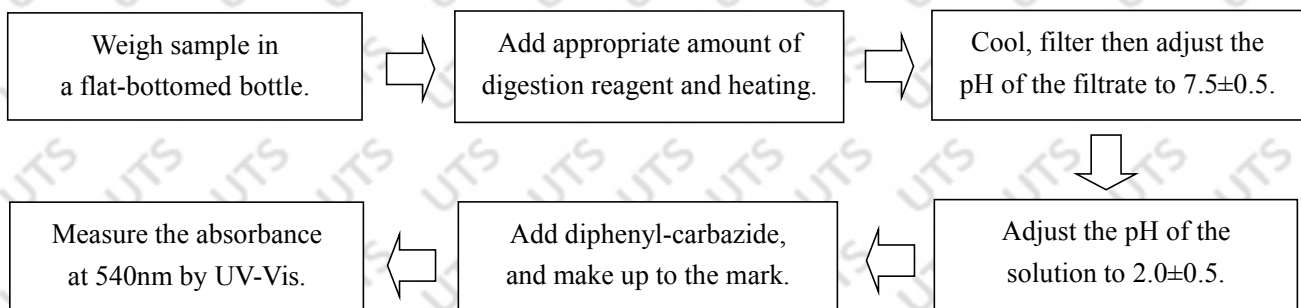 Weigh sample in
a flat-bottomed bottle.
Add appropriate amount of
digestion reagent and heating.
Cool, filter then adjust the
pH of the filtrate to 7.5±0.5.
Adjust the pH of the
solution to 2.0±0.5.
Add diphenyl-carbazide,
and make up to the mark.
Measure the absorbance
at 540nm by UV-Vis.